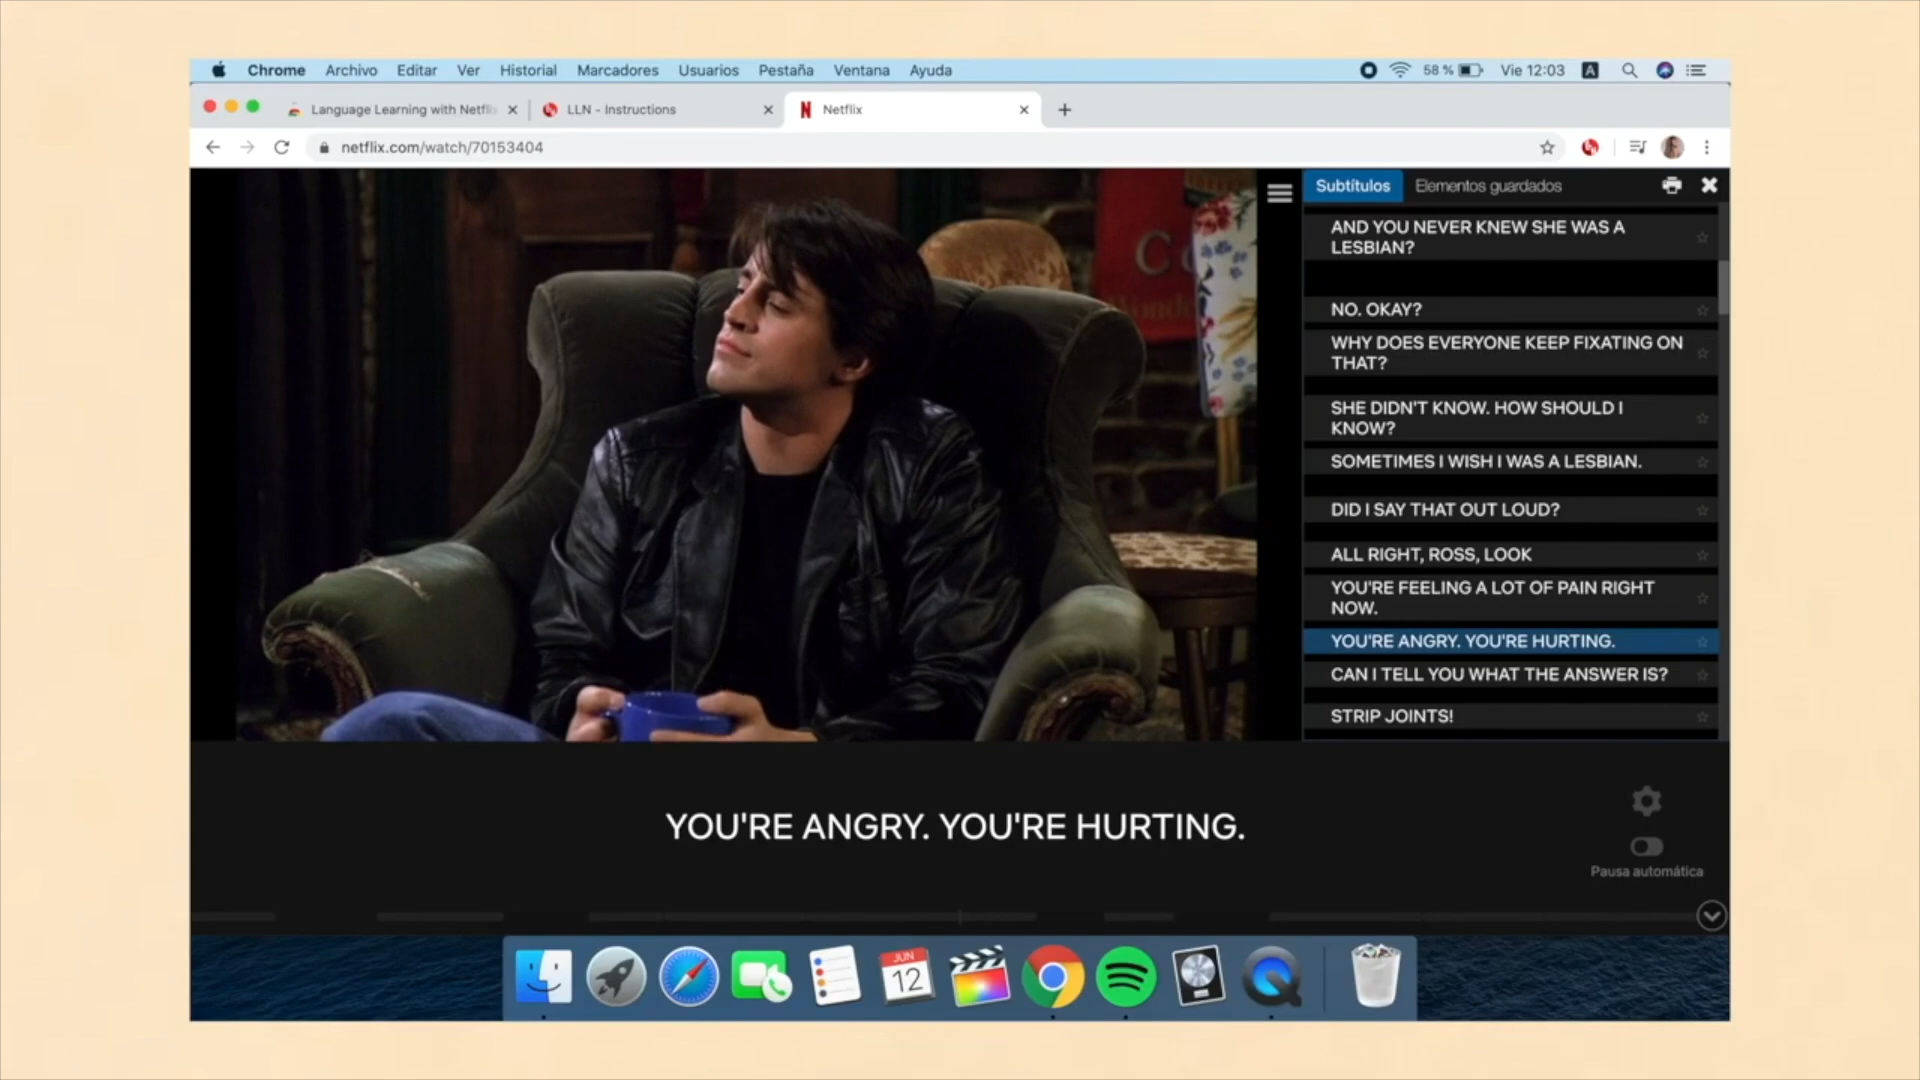 Chrome Archivo Editar Ver Historial Marcadores Usuarios Pestaña Ventana Ayuda 58 % Vie 12:03 A
Language Learning with Netflix LLN - Instructions Netflix
netflix.com/watch/70153404
Subtítulos Elementos guardados
AND YOU NEVER KNEW SHE WAS A
LESBIAN?
NO. OKAY?
WHY DOES EVERYONE KEEP FIXATING ON
THAT?
SHE DIDN'T KNOW. HOW SHOULD I
KNOW?
SOMETIMES I WISH I WAS A LESBIAN.
DID I SAY THAT OUT LOUD?
ALL RIGHT, ROSS, LOOK
YOU'RE FEELING A LOT OF PAIN RIGHT
NOW.
YOU'RE ANGRY. YOU'RE HURTING.
CAN I TELL YOU WHAT THE ANSWER IS?
STRIP JOINTS!
YOU'RE ANGRY. YOU'RE HURTING.
Pausa automática
JUN
12